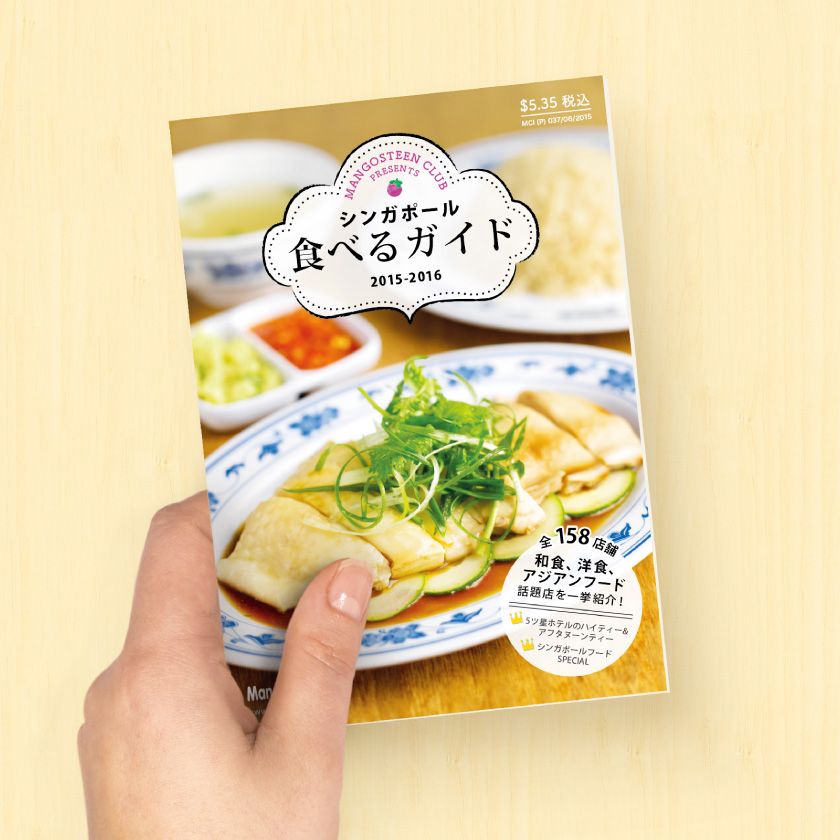 $5.35 税込
MCI (P) 037/06/2015
MANGOSTEEN CLUB
PRESENTS
シンガポール
食べるガイド
2015-2016
全158店舗
和食、洋食、
アジアンフード
話題店を一挙紹介！
5ツ星ホテルのハイティー&
アフタヌーンティー
シンガポールフード
SPECIAL
Man